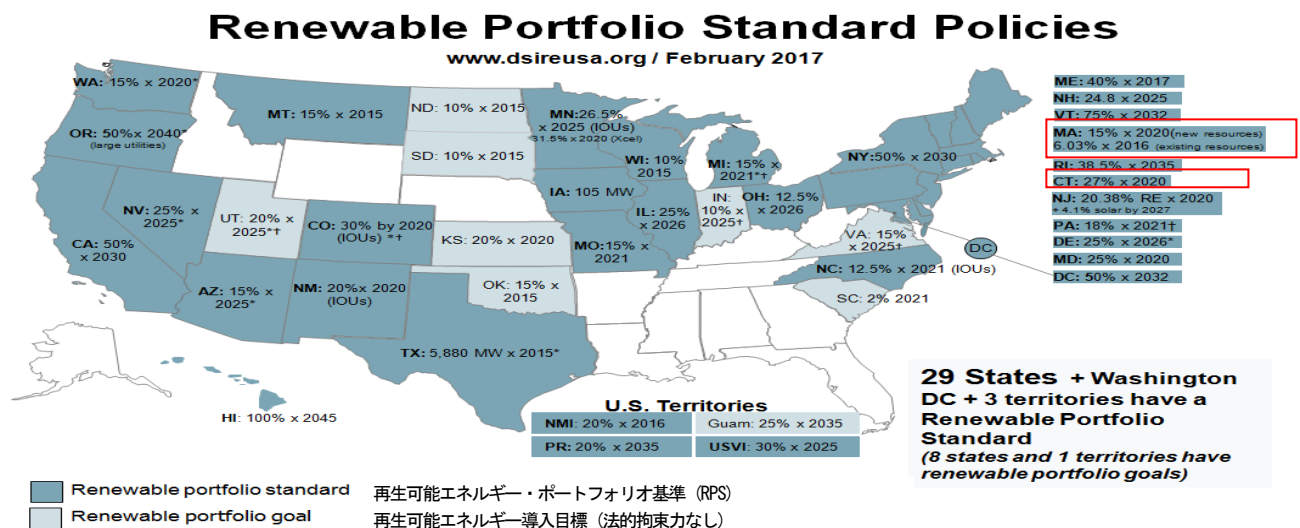 Renewable Portfolio Standard Policies
www.dsireusa.org / February 2017
WA: 15% x 2020*
OR: 50%x 2040*
(large utilities)
MT: 15% x 2015
ND: 10% x 2015
SD: 10% x 2015
MN:26.5%
x 2025 (IOUs)
31.5% x 2020 (Xcel)
WI: 10%
2015
MI: 15% x
2021*†
NY:50% x 2030
NV: 25% x
2025*
UT: 20% x
2025*†
CO: 30% by 2020
(IOUs) *†
KS: 20% x 2020
IA: 105 MW
IL: 25%
x 2026
IN:
10% x
2025†
OH: 12.5%
x 2026
MO:15% x
2021
VA: 15%
x 2025†
DC
CA: 50%
x 2030
AZ: 15% x
2025*
NM: 20%x 2020
(IOUs)
OK: 15% x
2015
NC: 12.5% x 2021 (IOUs)
SC: 2% 2021
TX: 5,880 MW x 2015*
HI: 100% x 2045
ME: 40% x 2017
NH: 24.8 x 2025
VT: 75% x 2032
MA: 15% x 2020(new resources)
6.03% x 2016 (existing resources)
RI: 38.5% x 2035
CT: 27% x 2020
NJ: 20.38% RE x 2020
+ 4.1% solar by 2027
PA: 18% x 2021†
DE: 25% x 2026*
MD: 25% x 2020
DC: 50% x 2032
U.S. Territories
NMI: 20% x 2016
Guam: 25% x 2035
PR: 20% x 2035
USVI: 30% x 2025
29 States + Washington
DC + 3 territories have a
Renewable Portfolio
Standard
(8 states and 1 territories have
renewable portfolio goals)
Renewable portfolio standard 再生可能エネルギー・ポートフォリオ基準 (RPS)
Renewable portfolio goal 再生可能エネルギー導入目標 (法的拘束力なし)